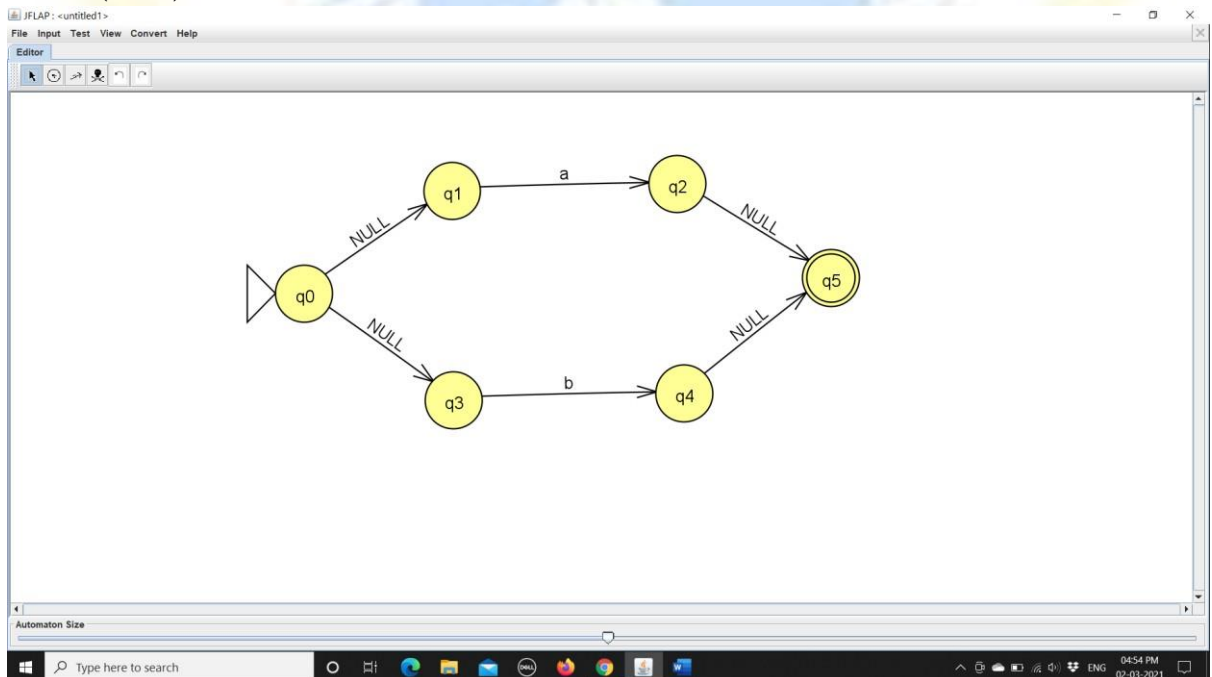 JFLAP : <untitled1>
File Input Test View Convert Help
Editor
a
q1
q2
NULL
NULL
q0
q5
NULL
NULL
b
q3
q4
Automaton Size
Type here to search
DELL
ENG
04:54 PM
02-03-2021